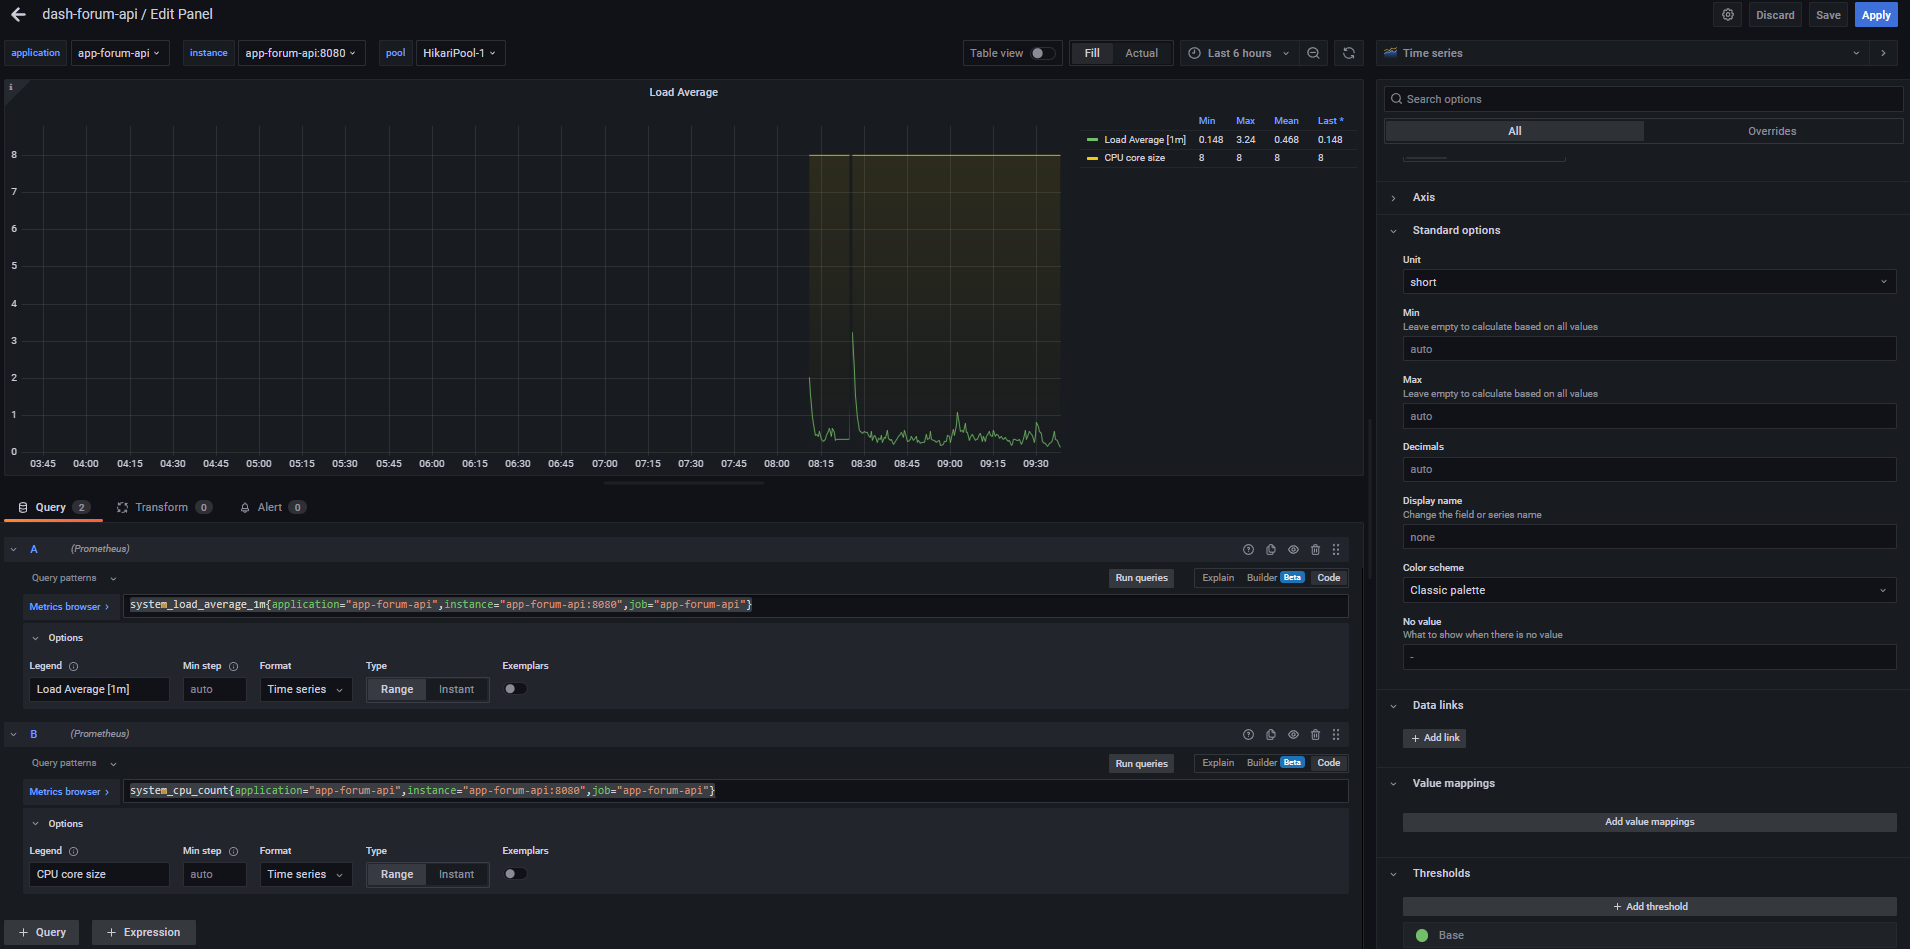 dash-forum-api / Edit Panel
Discard Save Apply
application app-forum-api instance app-forum-api:8080 pool HikariPool-1
Table view Fill Actual Last 6 hours
Time series
Load Average
Min Max Mean Last *
Load Average [1m] 0.148 3.24 0.468 0.148
CPU core size 8 8 8 8
8
7
6
5
4
3
2
1
0
03:45 04:00 04:15 04:30 04:45 05:00 05:15 05:30 05:45 06:00 06:15 06:30 06:45 07:00 07:15 07:30 07:45 08:00 08:15 08:30 08:45 09:00 09:15 09:30
Query 2 Transform 0 Alert 0
A (Prometheus)
Query patterns
Run queries Explain Builder Beta Code
Metrics browser > system_load_average_1m{application="app-forum-api",instance="app-forum-api:8080",job="app-forum-api"}
Options
Legend Min step Format Type Exemplars
Load Average [1m] auto Time series Range Instant
B (Prometheus)
Query patterns
Run queries Explain Builder Beta Code
Metrics browser > system_cpu_count{application="app-forum-api",instance="app-forum-api:8080",job="app-forum-api"}
Options
Legend Min step Format Type Exemplars
CPU core size auto Time series Range Instant
+ Query + Expression
Search options
All Overrides
Axis
Standard options
Unit
short
Min
Leave empty to calculate based on all values
auto
Max
Leave empty to calculate based on all values
auto
Decimals
auto
Display name
Change the field or series name
none
Color scheme
Classic palette
No value
What to show when there is no value
-
Data links
+ Add link
Value mappings
Add value mappings
Thresholds
+ Add threshold
Base